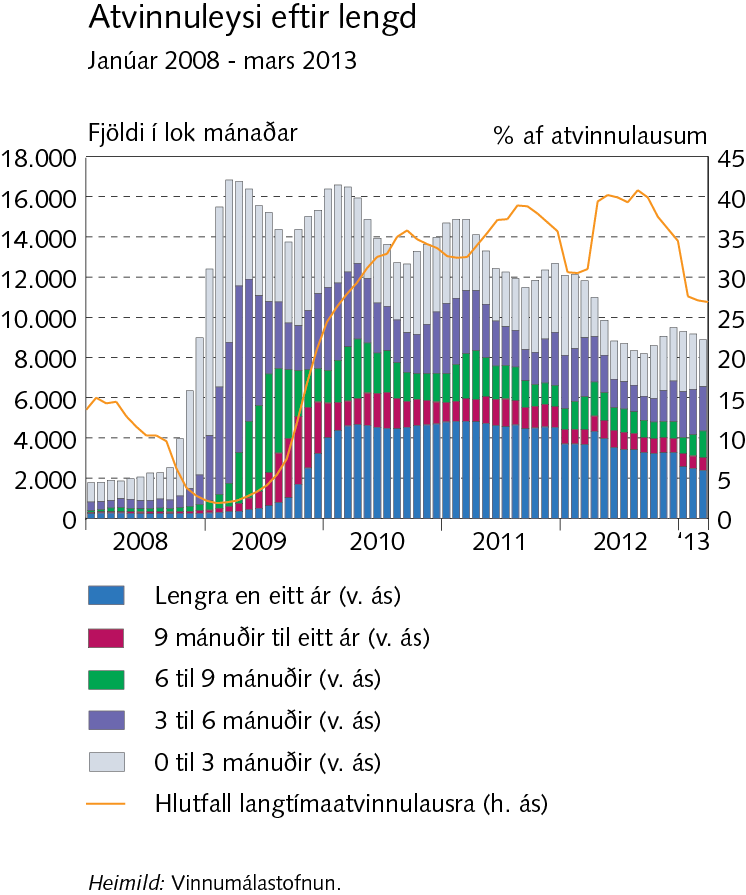 Atvinnuleysi eftir lengd
Janúar 2008 - mars 2013
Fjöldi í lok mánaðar
% af atvinnulausum
18.000 45
16.000 40
14.000 35
12.000 30
10.000 25
8.000 20
6.000 15
4.000 10
2.000 5
0 0
2008 2009 2010 2011 2012 '13
Lengra en eitt ár (v. ás)
9 mánuðir til eitt ár (v. ás)
6 til 9 mánuðir (v. ás)
3 til 6 mánuðir (v. ás)
0 til 3 mánuðir (v. ás)
Hlutfall langtímaatvinnulausra (h. ás)
Heimild: Vinnumálastofnun.